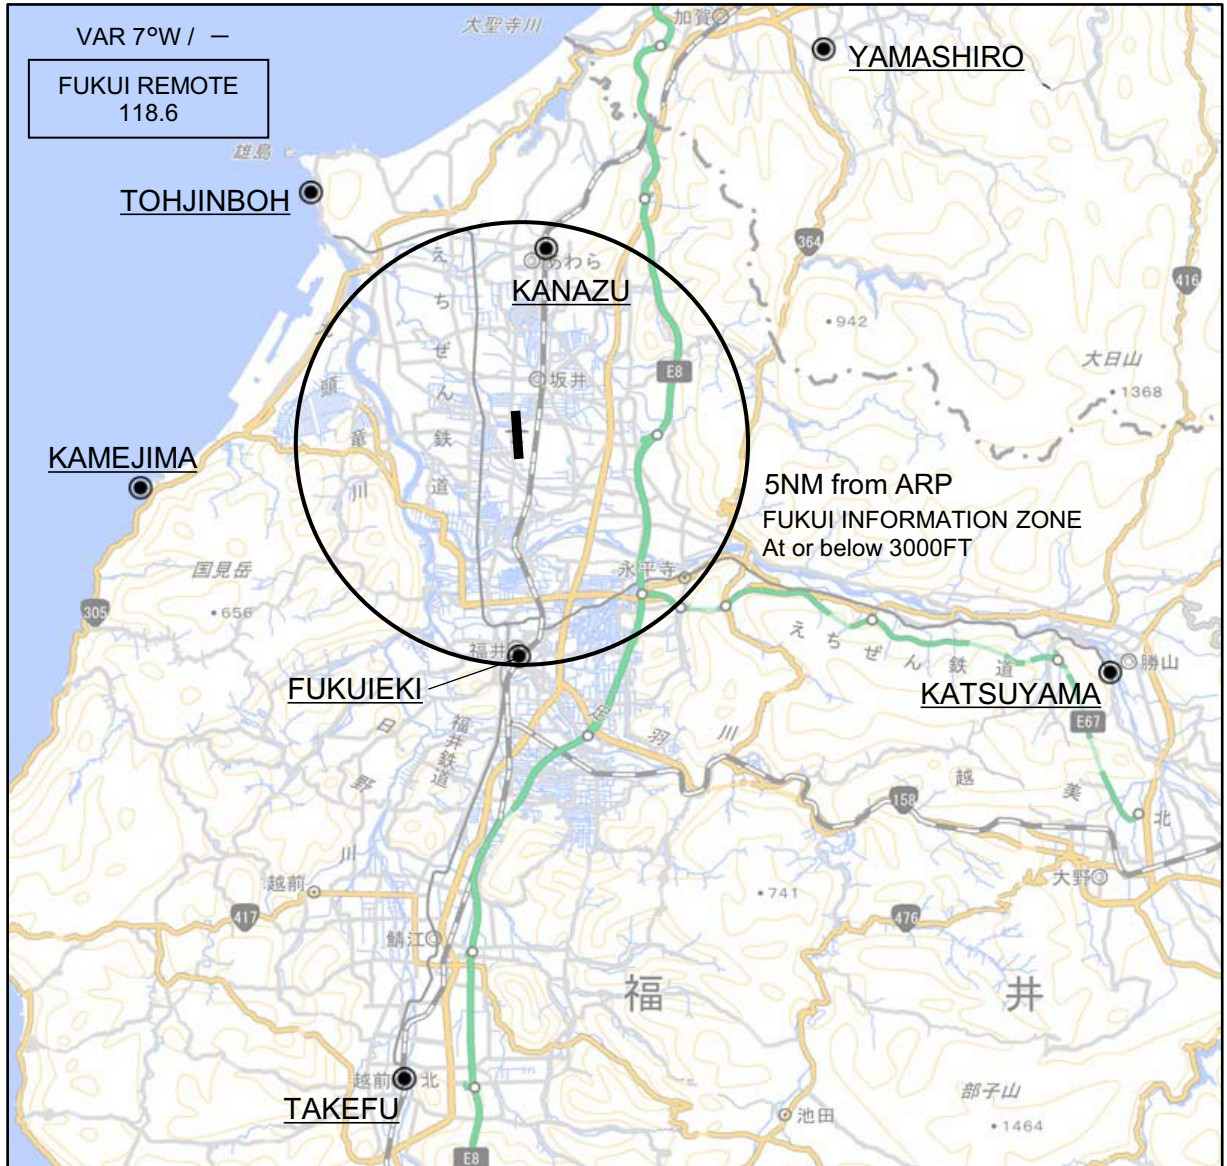 VAR 7°W / －
FUKUI REMOTE
118.6
大聖寺川
加賀
YAMASHIRO
雄島
TOHJINBOH
364
416
あわら
KANAZU
えちぜん鉄道
942
大日山
1368
E8
坂井
竜川
KAMEJIMA
5NM from ARP
FUKUI INFORMATION ZONE
At or below 3000FT
国見岳
656
305
永平寺
えちぜん鉄道
福井
勝山
FUKUIEKI
KATSUYAMA
E67
日野川
福井鉄道
羽川
158
越美北
越前
741
大野
417
476
鯖江
福井
越前
北
TAKEFU
部子山
1464
池田
E8